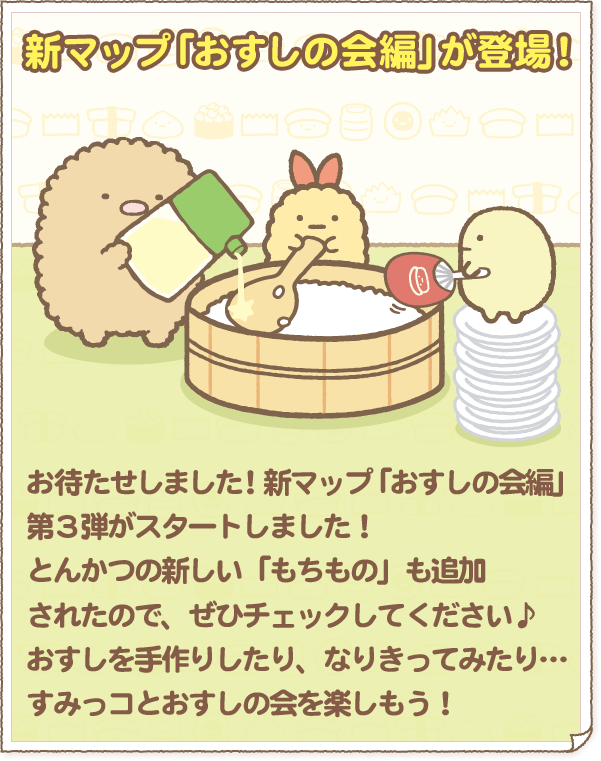 新マップ「おすしの会編」が登場！
お待たせしました！新マップ「おすしの会編」
第３弾がスタートしました！
とんかつの新しい「もちもの」も追加
されたので、ぜひチェックしてください♪
おすしを手作りしたり、なりきってみたり…
すみっコとおすしの会を楽しもう！